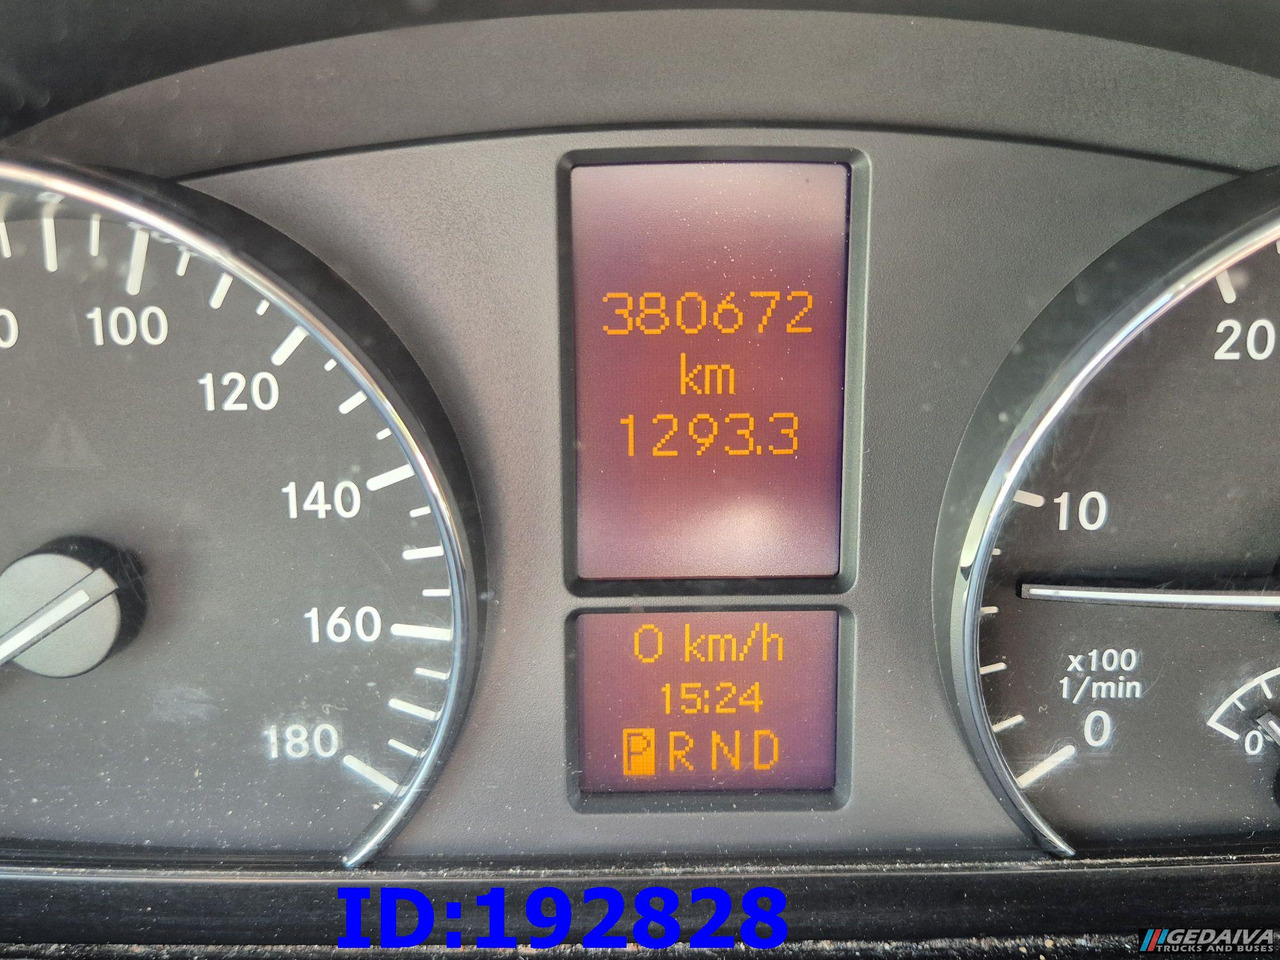 380672
km
1293.3
0 km/h
15:24
P R N D
100
120
140
160
180
20
10
x100
1/min
0
0
ID:192828
GEDAIVA
TRUCKS AND BUSES